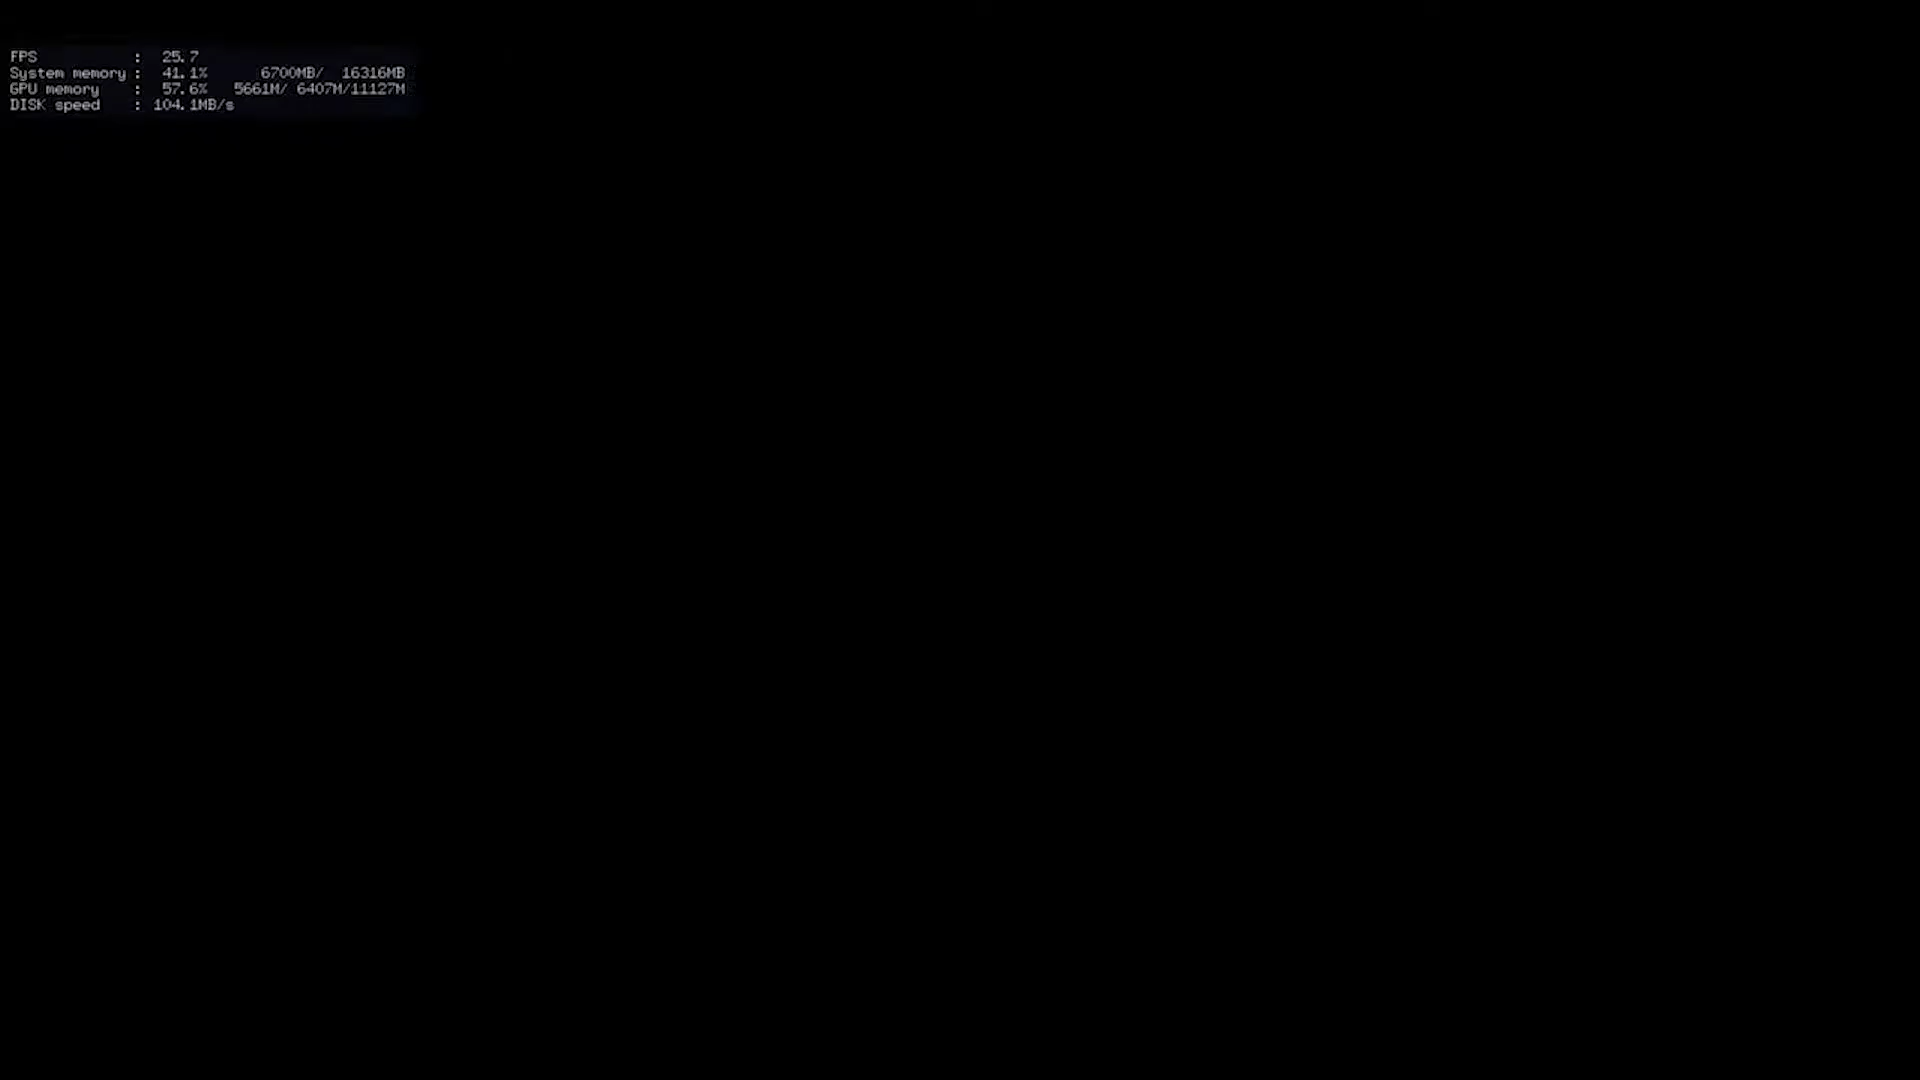 FPS : 25.7
System memory : 41.1% 6700MB/ 16316MB
GPU memory : 57.6% 5661M/ 6407M/11127M
DISK speed : 104.1MB/s